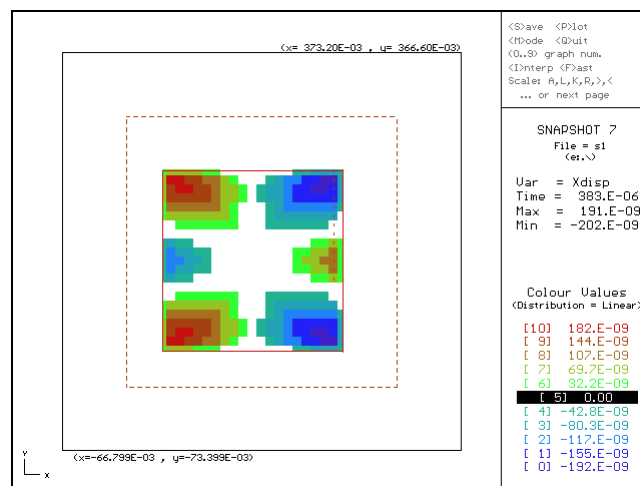 (x= 373.20E-03 , y= 366.60E-03)
(x=-66.799E-03 , y=-73.399E-03)
Y
X
<S>ave <P>lot
<M>ode <Q>uit
(0..9) graph num.
<I>nterp <F>ast
Scale: A,L,K,R,>,<
... or next page
SNAPSHOT 7
File = s1
(e:.\)
Var = Xdisp
Time = 383.E-06
Max = 191.E-09
Min = -202.E-09
Colour Values
(Distribution = Linear)
[10] 182.E-09
[ 9] 144.E-09
[ 8] 107.E-09
[ 7] 69.7E-09
[ 6] 32.2E-09
[ 5] 0.00
[ 4] -42.8E-09
[ 3] -80.3E-09
[ 2] -117.E-09
[ 1] -155.E-09
[ 0] -192.E-09